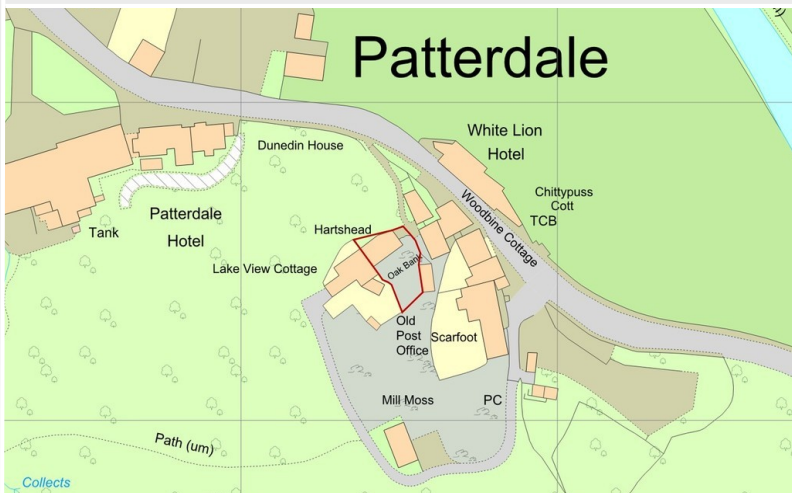 Patterdale
White Lion
Hotel
Dunedin House
Chittypuss
Cott
TCB
Woodbine Cottage
Patterdale
Hotel
Tank
Hartshead
Lake View Cottage
Oak Bank
Old
Post
Office
Scarfoot
Mill Moss
PC
Path (um)
Collects